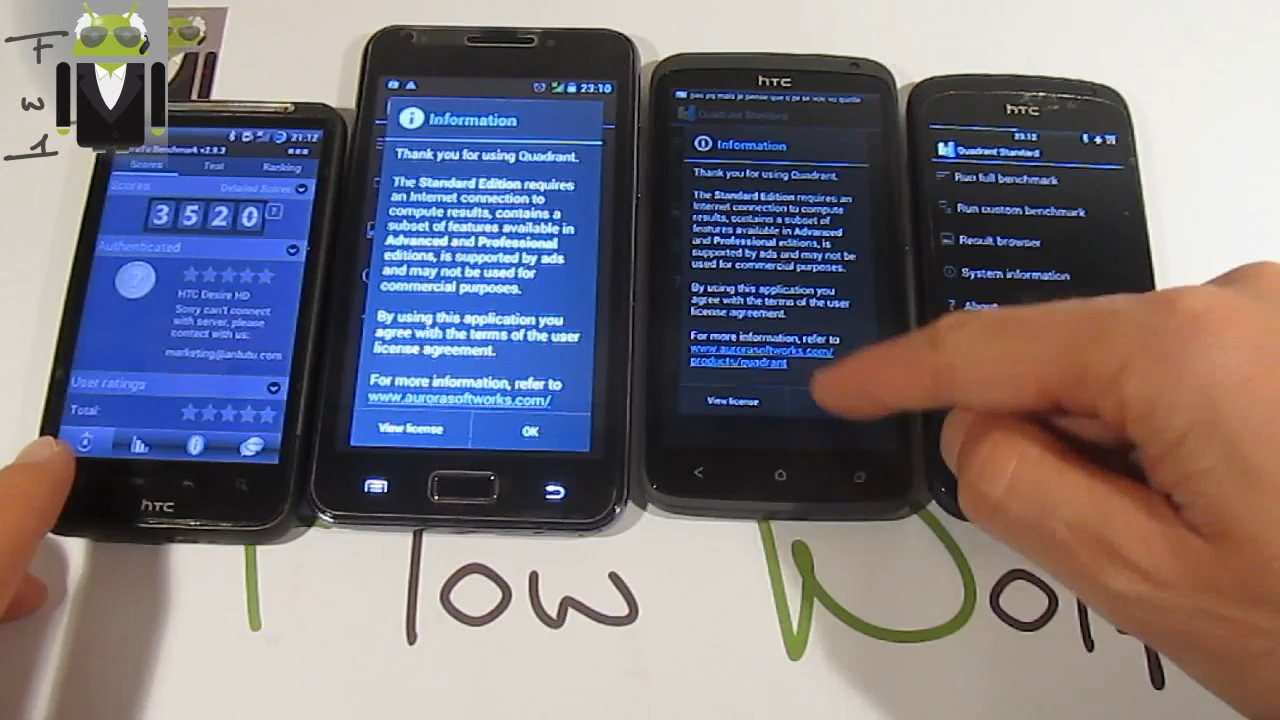 F
w
1
21:12
Scores
Test
Ranking
Scores
Detailed Scores
3520
?
Authenticated
?
HTC Desire HD
Sorry can't connect
with server, please
contact with us:
marketing@antutu.com
User ratings
Total:
htc
23:10
Information
Thank you for using Quadrant.
The Standard Edition requires
an Internet connection to
compute results, contains a
subset of features available in
Advanced and Professional
editions, is supported by ads
and may not be used for
commercial purposes.
By using this application you
agree with the terms of the user
license agreement.
For more information, refer to
www.aurorasoftworks.com/
View license
OK
htc
Quadrant Standard
Information
Thank you for using Quadrant.
The Standard Edition requires an
Internet connection to compute
results, contains a subset of
features available in Advanced
and Professional editions, is
supported by ads and may not be
used for commercial purposes.
By using this application you
agree with the terms of the user
license agreement.
For more information, refer to
www.aurorasoftworks.com/
products/quadrant
View license
htc
23:12
Quadrant Standard
Run full benchmark
Run custom benchmark
Result browser
System information
About